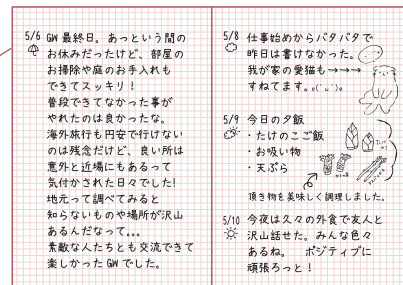 5/6 GW最終日。あっという間の
お休みだったけど、部屋の
お掃除や庭のお手入れも
できてスッキリ！
普段できてなかった事が
やれたのは良かったな。
海外旅行も円安で行けない
のは残念だけど、良い所は
意外と近場にもあるって
気付かされた日々でした!
地元って調べてみると
知らないものや場所が沢山
あるんだなって。。。
素敵な人たちとも交流できて
楽しかったGWでした。
5/8 仕事始めからバタバタで
昨日は書けなかった。
我が家の愛猫も→→→
すねてます。
5/9 今日の夕飯
・たけのこご飯
・お吸い物
・天ぷら
頂き物を美味しく調理しました。
5/10 今夜は久々の外食で友人と
沢山話せた。みんな色々
あるね。 ポジティブに
頑張ろっと！